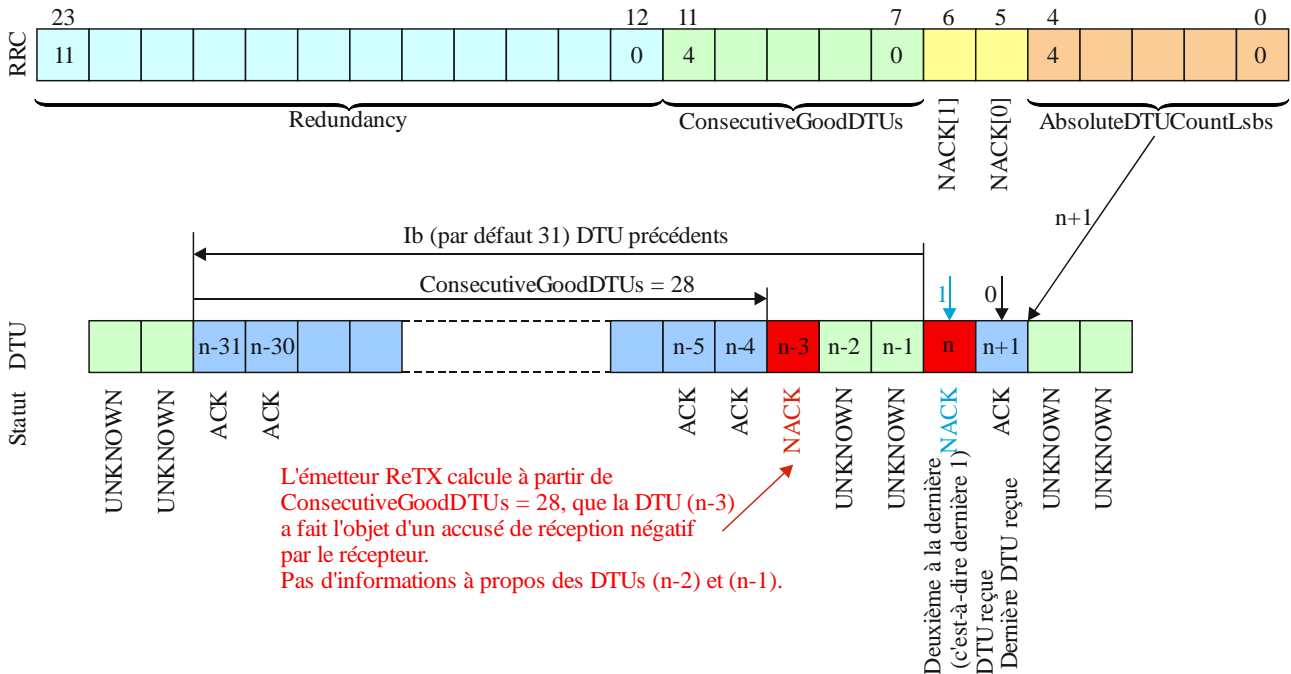 23 12 11 7 6 5 4 0
RRC
11 0 4 0 4 0
Redundancy
ConsecutiveGoodDTUs
NACK[1]
NACK[0]
AbsoluteDTUCountLsbs
n+1
Ib (par défaut 31) DTU précédents
ConsecutiveGoodDTUs = 28
1 0
DTU
n-31 n-30 n-5 n-4 n-3 n-2 n-1 n n+1
Statut
UNKNOWN
UNKNOWN
ACK
ACK
ACK
ACK
NACK
UNKNOWN
UNKNOWN
NACK
ACK
UNKNOWN
UNKNOWN
L'émetteur ReTX calcule à partir de
ConsecutiveGoodDTUs = 28, que la DTU (n-3)
a fait l'objet d'un accusé de réception négatif
par le récepteur.
Pas d'informations à propos des DTUs (n-2) et (n-1).
Deuxième à la dernière
(c'est-à-dire dernière 1)
DTU reçue
Dernière DTU reçue